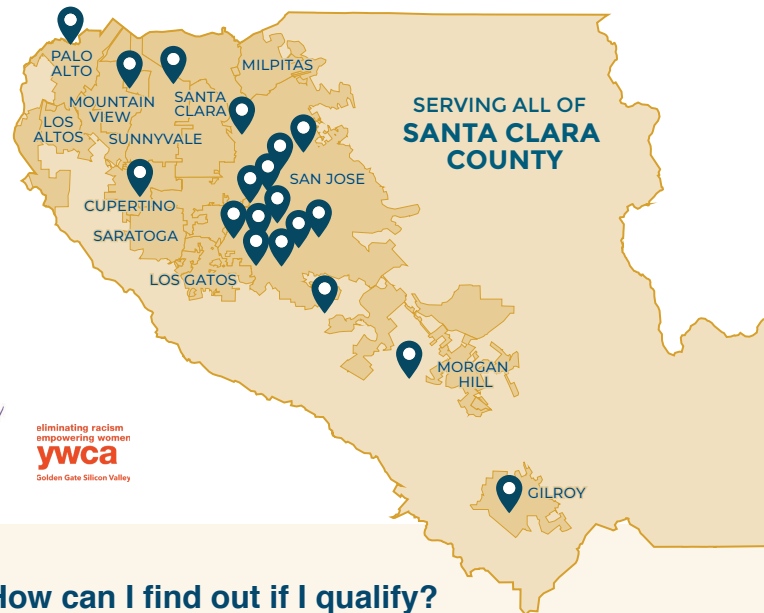 PALO
ALTO
MILPITAS
MOUNTAIN
VIEW
SANTA
CLARA
SERVING ALL OF
SANTA CLARA
COUNTY
LOS
ALTOS
SUNNYVALE
SAN JOSE
CUPERTINO
SARATOGA
LOS GATOS
MORGAN
HILL
eliminating racism
empowering women
ywca
Golden Gate Silicon Valley
GILROY
How can I find out if I qualify?